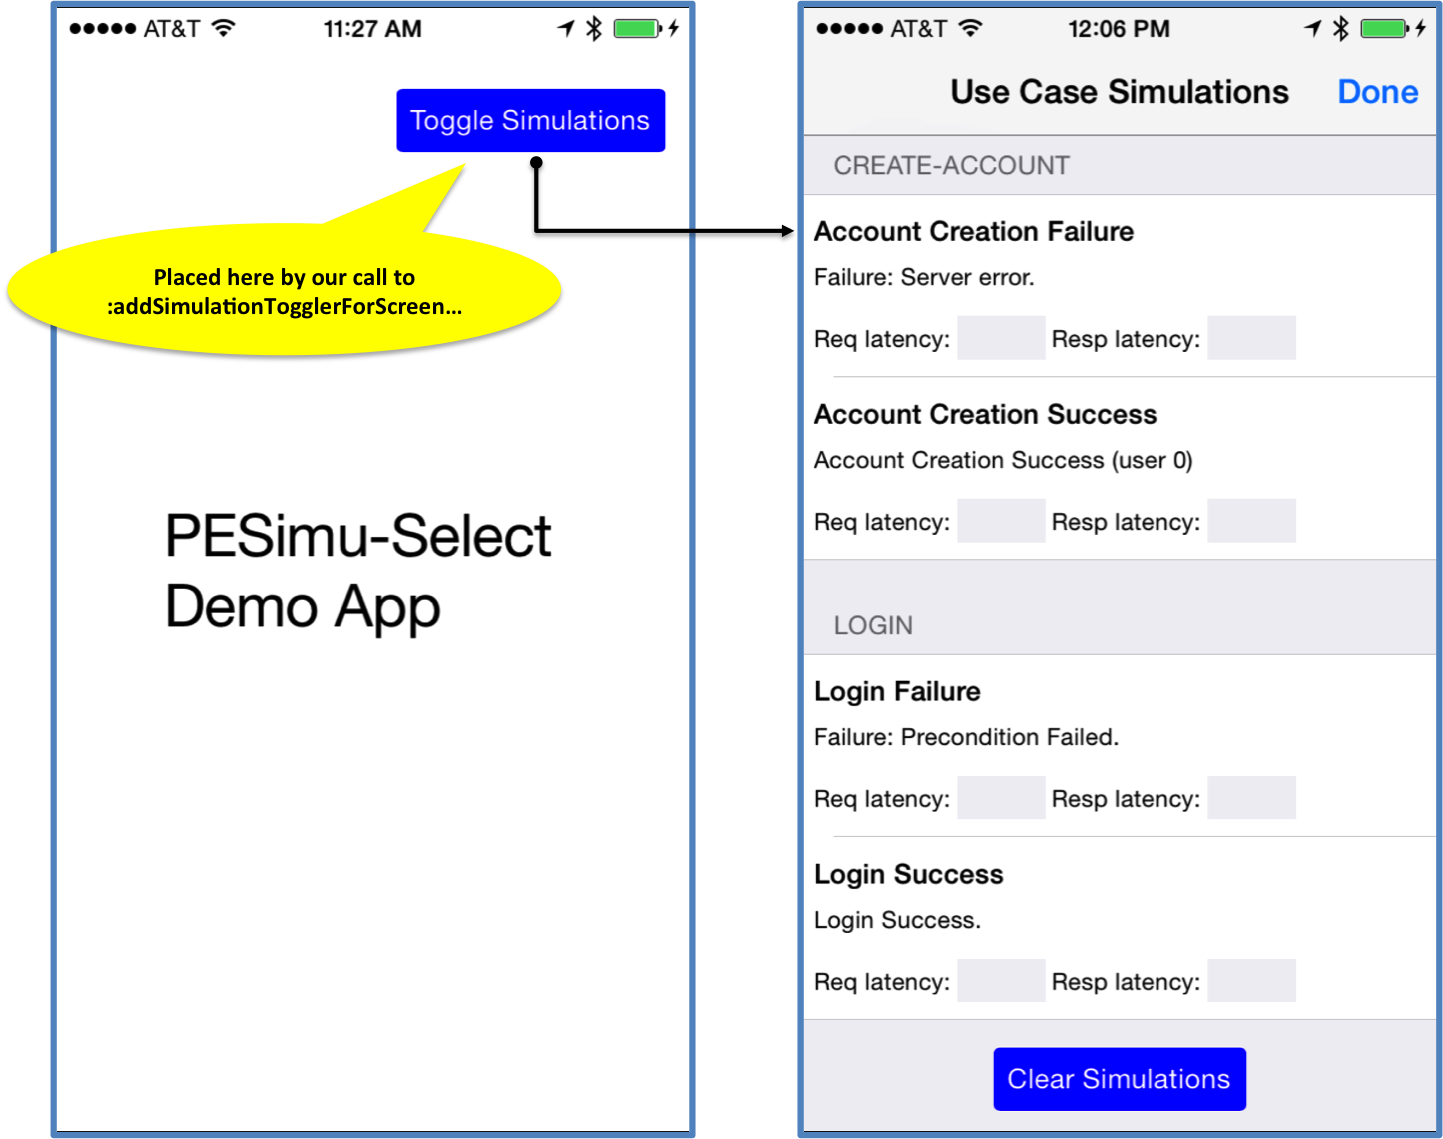 AT&T 11:27 AM
Toggle Simulations
Placed here by our call to
:addSimulationTogglerForScreen...
PESimu-Select
Demo App
AT&T 12:06 PM
Use Case Simulations Done
CREATE-ACCOUNT
Account Creation Failure
Failure: Server error.
Req latency: Resp latency:
Account Creation Success
Account Creation Success (user 0)
Req latency: Resp latency:
LOGIN
Login Failure
Failure: Precondition Failed.
Req latency: Resp latency:
Login Success
Login Success.
Req latency: Resp latency:
Clear Simulations